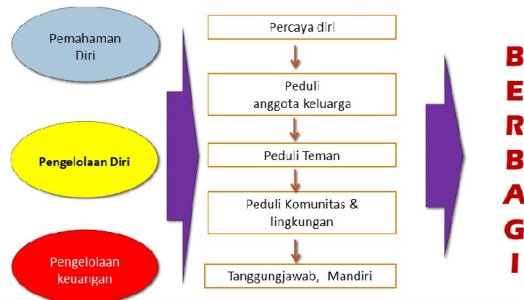 Pemahaman
Diri
Pengelolaan Diri
Pengelolaan
keuangan
Percaya diri
Peduli
anggota keluarga
Peduli Teman
Peduli Komunitas &
lingkungan
Tanggungjawab, Mandiri
B
E
R
B
A
G
I